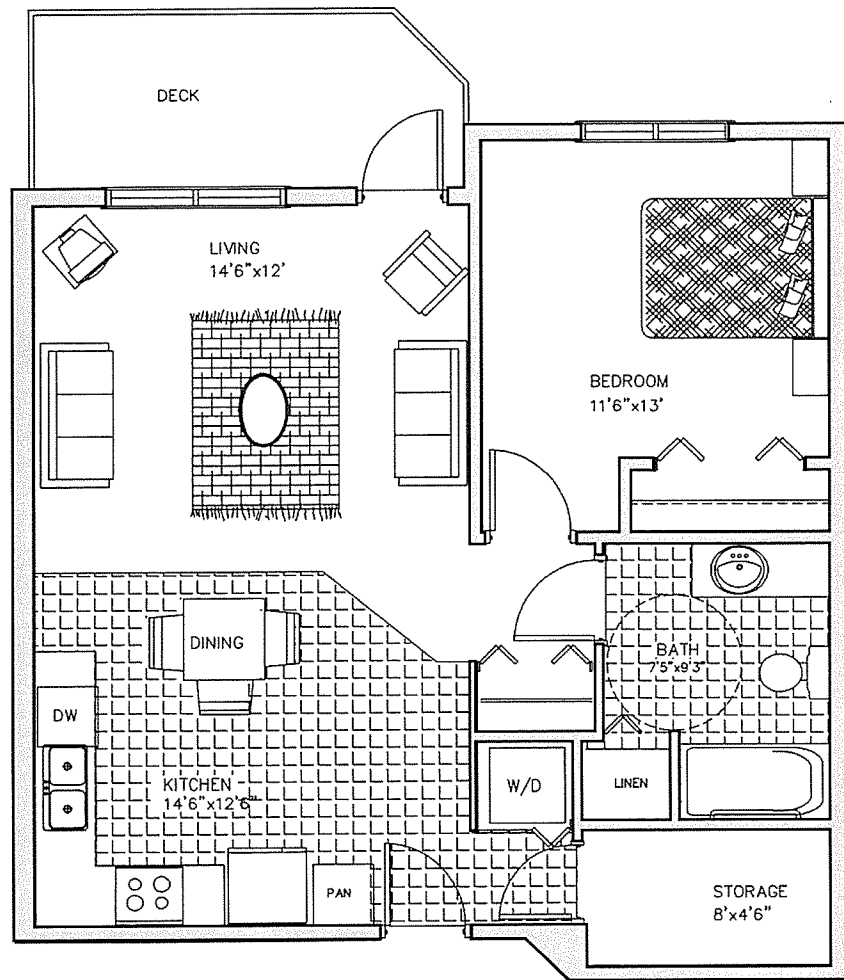 DECK
LIVING
14'6"x12'
BEDROOM
11'6"x13'
DINING
BATH
7'5"x9'3"
DW
KITCHEN
14'6"x12'6"
W/D
LINEN
PAN
STORAGE
8'x4'6"